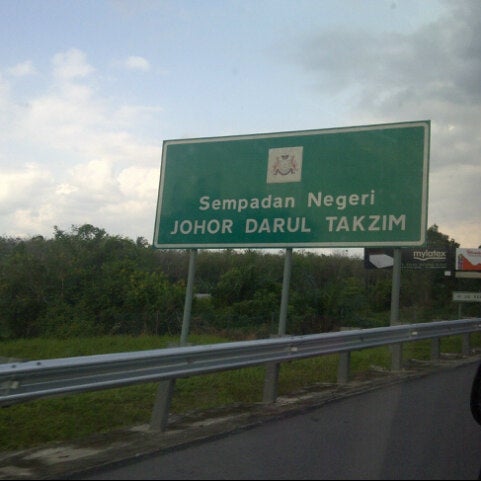 Sempadan Negeri
JOHOR DARUL TAKZIM
mylatex